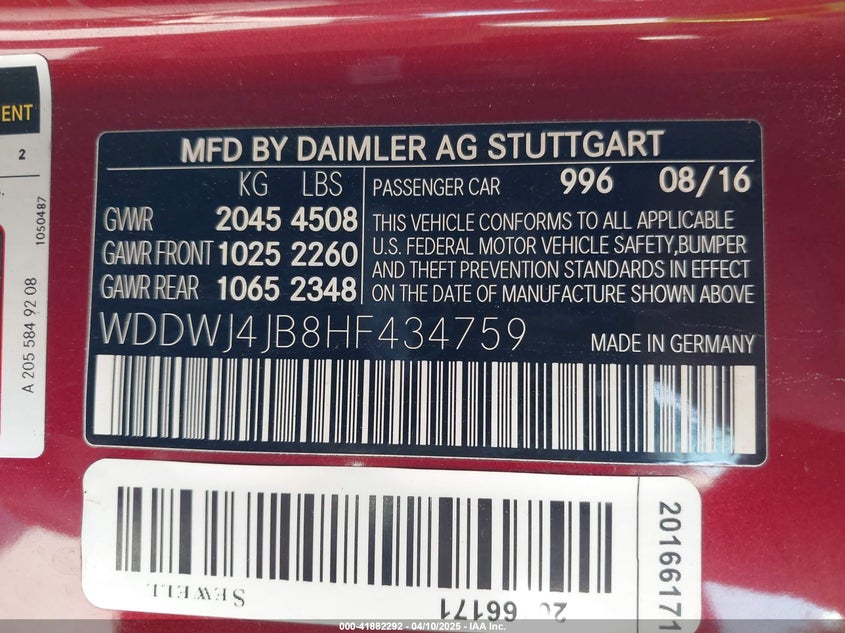 ENT
2
1050487
A 205 584 92 08
MFD BY DAIMLER AG STUTTGART
KG LBS
GVWR 2045 4508
GAWR FRONT 1025 2260
GAWR REAR 1065 2348
PASSENGER CAR 996 08/16
THIS VEHICLE CONFORMS TO ALL APPLICABLE
U.S. FEDERAL MOTOR VEHICLE SAFETY,BUMPER
AND THEFT PREVENTION STANDARDS IN EFFECT
ON THE DATE OF MANUFACTURE SHOWN ABOVE
WDDWJ4JB8HF434759
MADE IN GERMANY
SEWELL
20166171
000-41882292 - 04/10/2025 - IAA Inc.